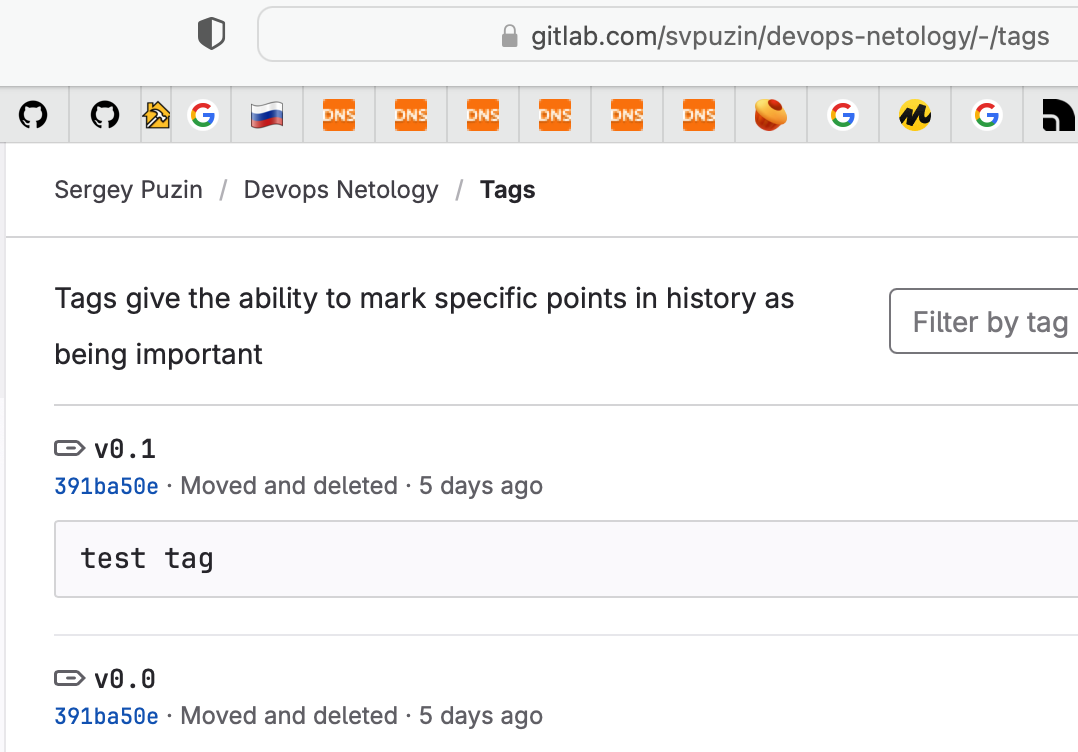 gitlab.com/svpuzin/devops-netology/-/tags
DNS DNS DNS DNS DNS DNS
Sergey Puzin / Devops Netology / Tags
Tags give the ability to mark specific points in history as
being important
Filter by tag
v0.1
391ba50e · Moved and deleted · 5 days ago
test tag
v0.0
391ba50e · Moved and deleted · 5 days ago